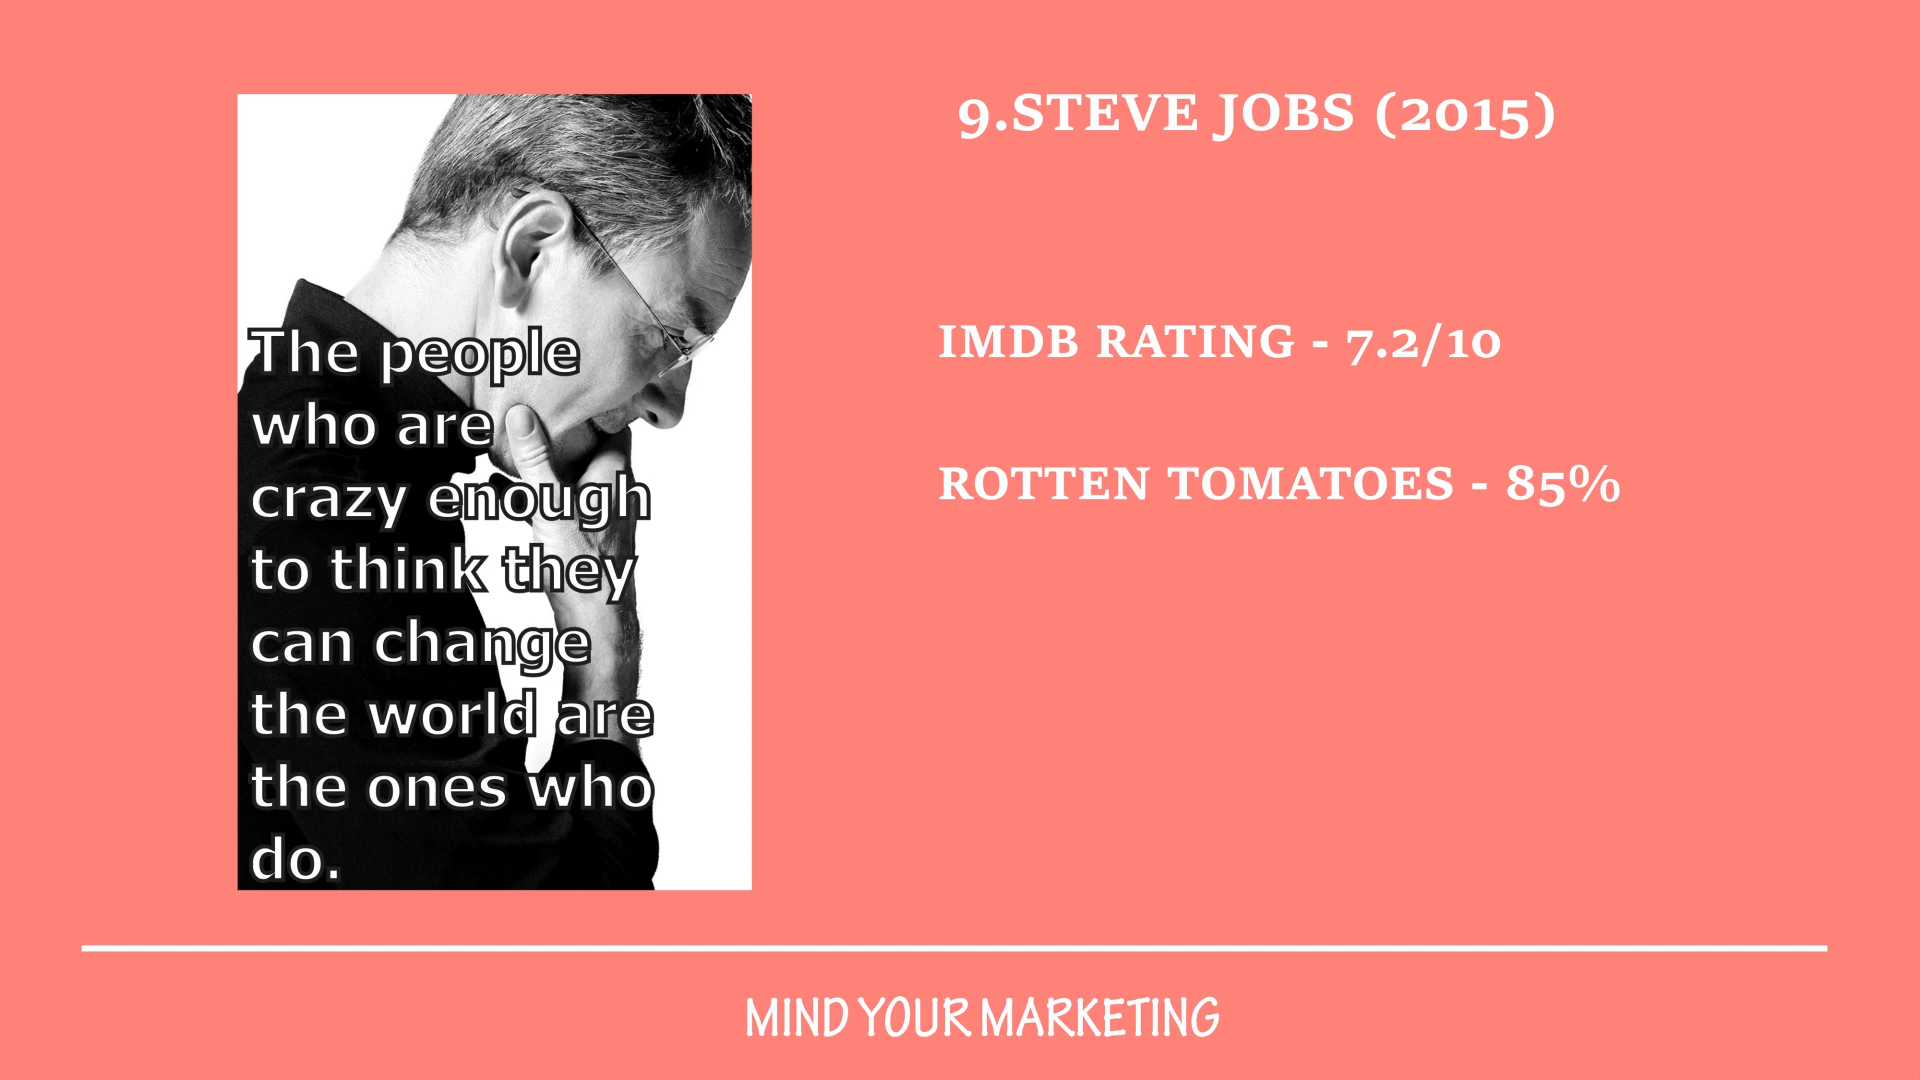 9.STEVE JOBS (2015)
The people
who are
crazy enough
to think they
can change
the world are
the ones who
do.
IMDB RATING - 7.2/10
ROTTEN TOMATOES - 85%
MIND YOUR MARKETING